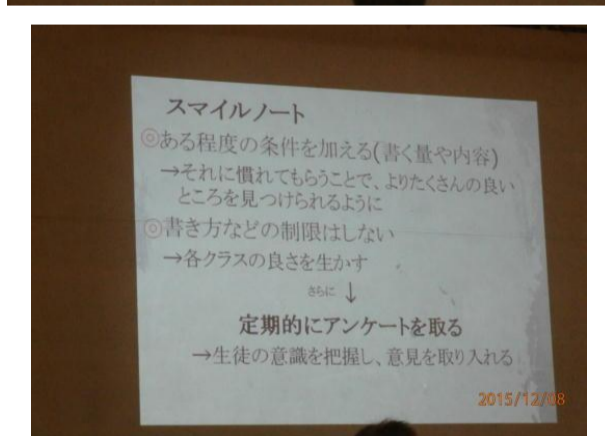 スマイルノート
◎ある程度の条件を加える(書く量や内容)
→それに慣れてもらうことで、よりたくさんの良い
ところを見つけられるように
◎書き方などの制限はしない
→各クラスの良さを生かす
さらに ↓
定期的にアンケートを取る
→生徒の意識を把握し、意見を取り入れる
2015/12/08